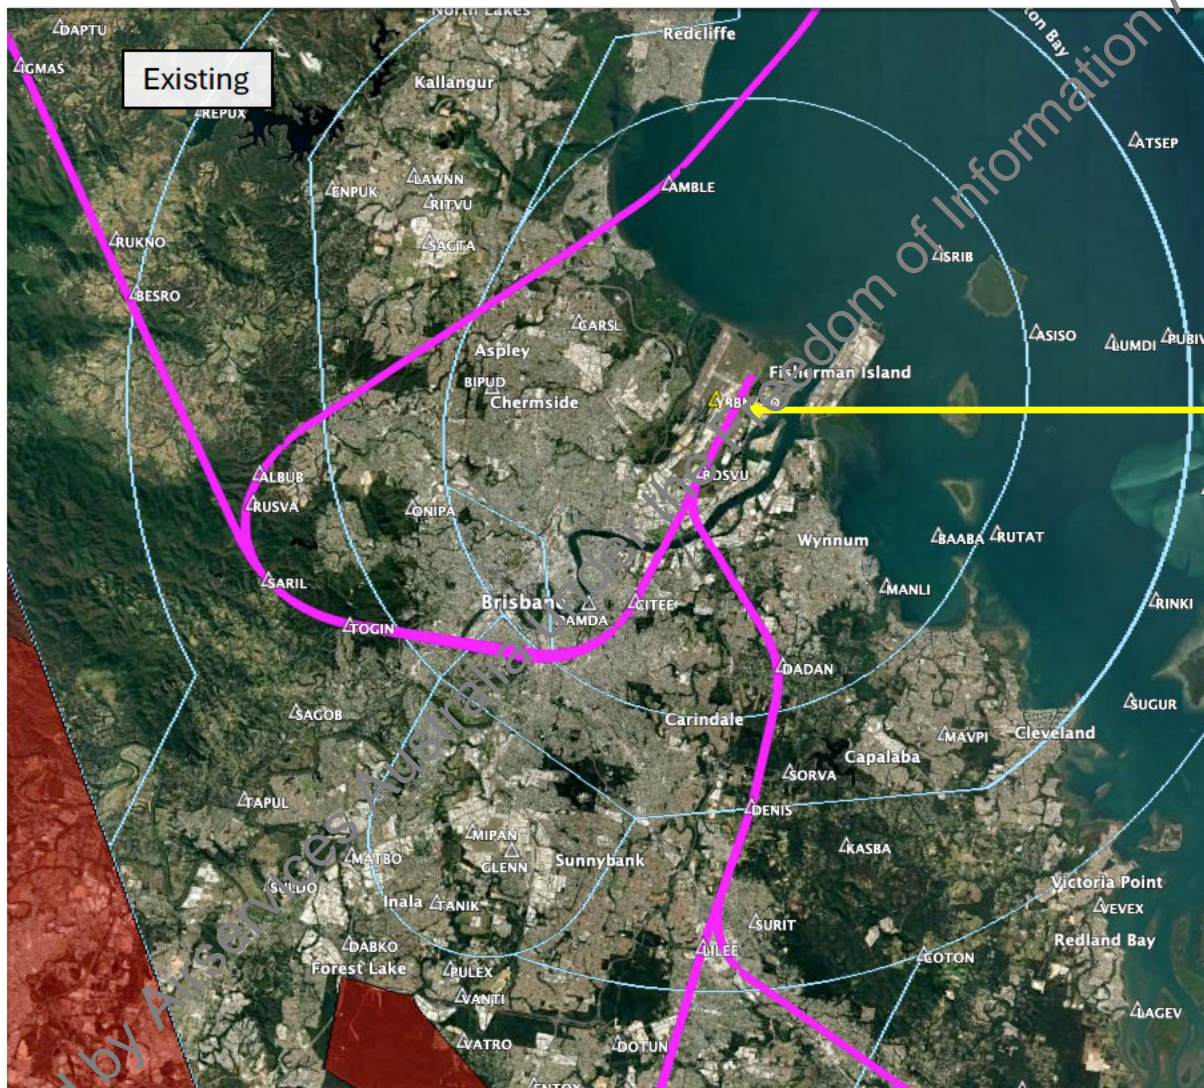 North Lakes
DAPTU
Redcliffe
IGMAS
Existing
Kallangur
REPUX
ATSEP
LAWNN
ENPUK
AMBLE
RITVU
RUKNO
SAGTA
ISRIB
BESRO
CARSL
ASISO
LUMDI
PUBIV
Aspley
Fisherman Island
BIPUD
Chermside
ALBUB
BOSVU
RUSVA
ONIPA
Wynnum
BAABA
RUTAT
SARIL
MANLI
Brisbane
CITEE
RINKI
TOGIN
DADAN
SAGOB
Carindale
SUGUR
MAVPI
Cleveland
Capalaba
SORVA
TAPUL
DENIS
MIPAN
KASBA
MATBO
GLENN
Sunnybank
Victoria Point
Inala
TANIK
VEVEX
SURIT
DABKO
LILEE
Redland Bay
Forest Lake
PULEX
COTON
VANTI
LAGEV
VATRO
DOTUN
by Airservices Australia under the Freedom of Information